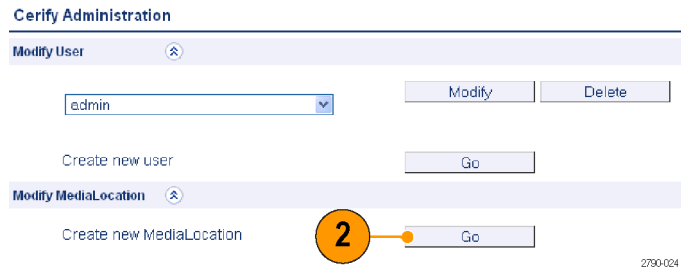 Cerify Administration
Modify User
admin
Modify
Delete
Create new user
Go
Modify MediaLocation
Create new MediaLocation
2
Go
2790-024